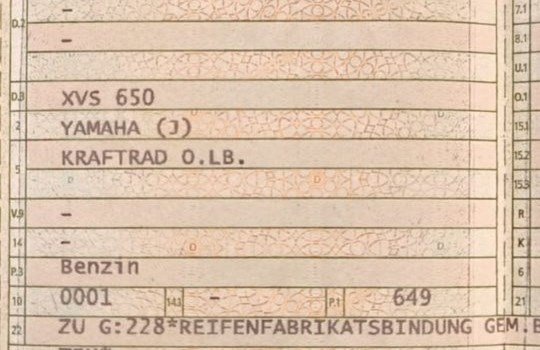 D.2 – 7.1
– 8.1
U.1
D.3 XVS 650 O.1
2 YAMAHA (J) 15.1
KRAFTRAD O.LB. 15.2
5 15.3
V.9 – R
14 – K
P.3 Benzin 6
10 0001 14.1 – P.1 649 21
22 ZU G:228*REIFENFABRIKATSBINDUNG GEM.